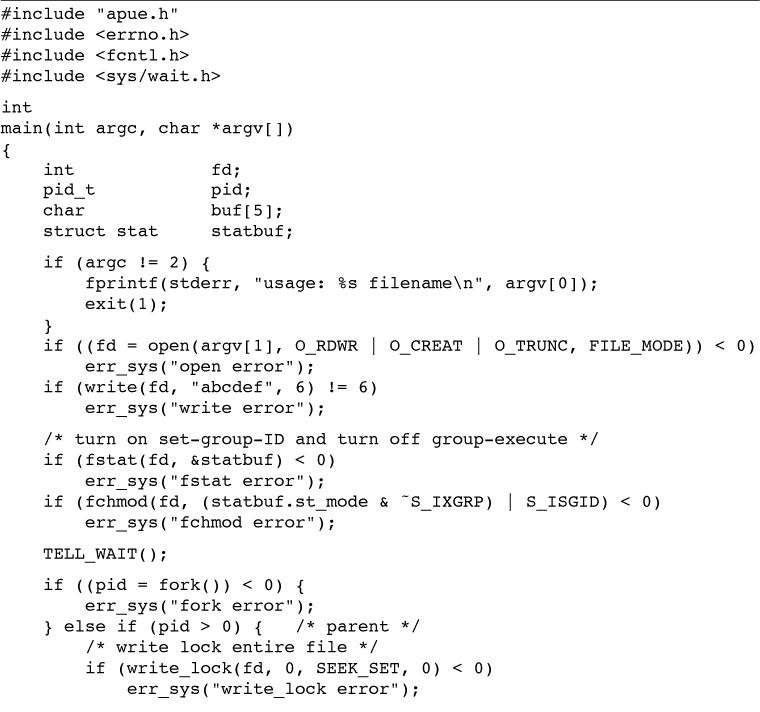 #include "apue.h"
#include <errno.h>
#include <fcntl.h>
#include <sys/wait.h>
int
main(int argc, char *argv[])
{
    int             fd;
    pid_t           pid;
    char            buf[5];
    struct stat     statbuf;
    if (argc != 2) {
        fprintf(stderr, "usage: %s filename\n", argv[0]);
        exit(1);
    }
    if ((fd = open(argv[1], O_RDWR | O_CREAT | O_TRUNC, FILE_MODE)) < 0)
        err_sys("open error");
    if (write(fd, "abcdef", 6) != 6)
        err_sys("write error");
    /* turn on set-group-ID and turn off group-execute */
    if (fstat(fd, &statbuf) < 0)
        err_sys("fstat error");
    if (fchmod(fd, (statbuf.st_mode & ~S_IXGRP) | S_ISGID) < 0)
        err_sys("fchmod error");
    TELL_WAIT();
    if ((pid = fork()) < 0) {
        err_sys("fork error");
    } else if (pid > 0) {   /* parent */
        /* write lock entire file */
        if (write_lock(fd, 0, SEEK_SET, 0) < 0)
            err_sys("write_lock error");